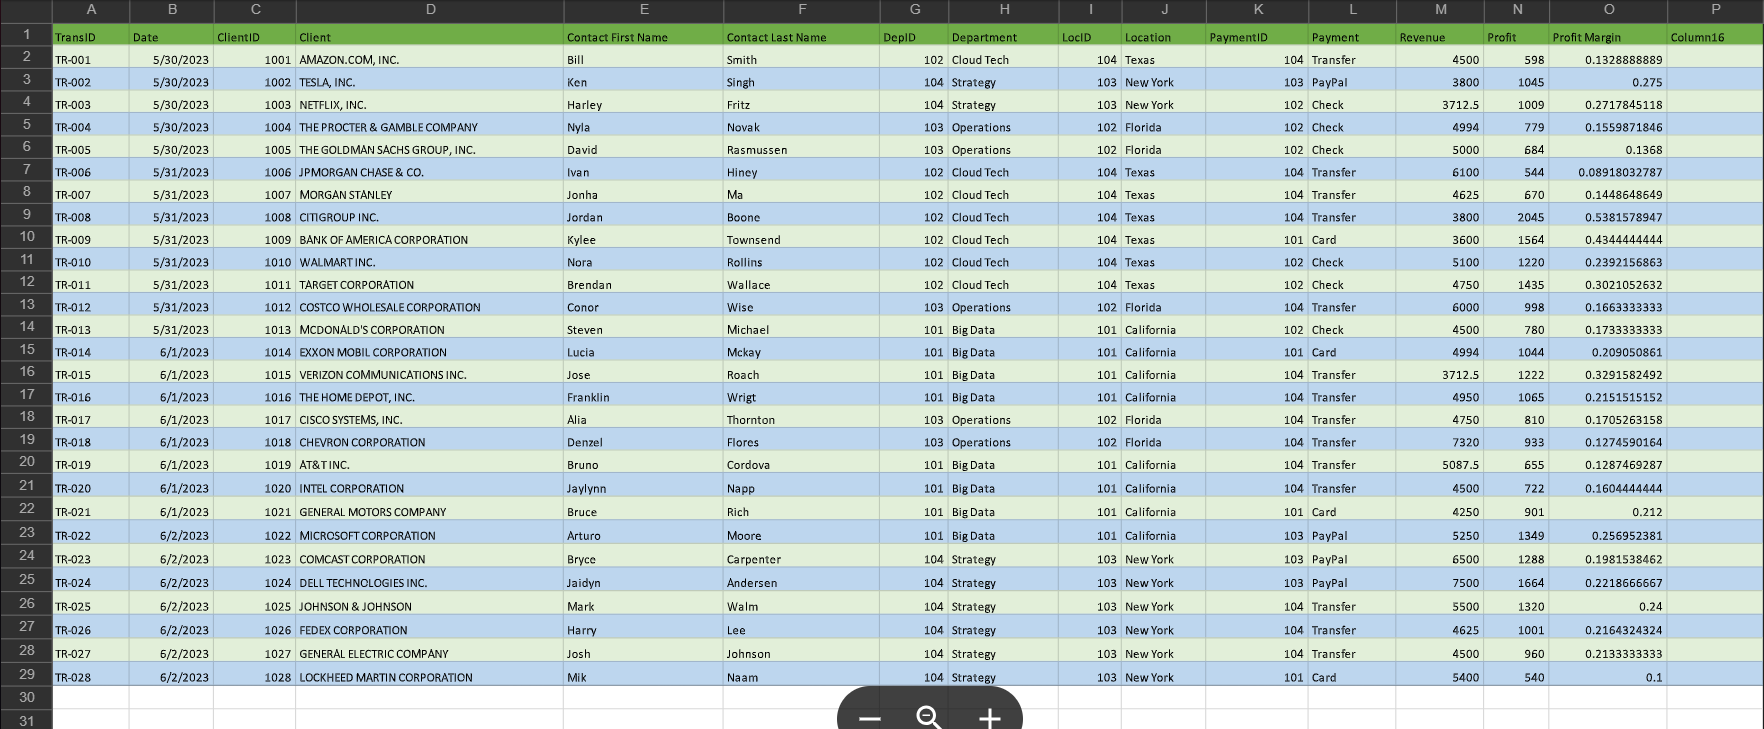 A B C D E F G H I J K L M N O P
1 TransID Date ClientID Client Contact First Name Contact Last Name DepID Department LocID Location PaymentID Payment Revenue Profit Profit Margin Column16
2 TR-001 5/30/2023 1001 AMAZON.COM, INC. Bill Smith 102 Cloud Tech 104 Texas 104 Transfer 4500 598 0.1328888889
3 TR-002 5/30/2023 1002 TESLA, INC. Ken Singh 104 Strategy 103 New York 103 PayPal 3800 1045 0.275
4 TR-003 5/30/2023 1003 NETFLIX, INC. Harley Fritz 104 Strategy 103 New York 102 Check 3712.5 1009 0.2717845118
5 TR-004 5/30/2023 1004 THE PROCTER & GAMBLE COMPANY Nyla Novak 103 Operations 102 Florida 102 Check 4994 779 0.1559871846
6 TR-005 5/30/2023 1005 THE GOLDMAN SACHS GROUP, INC. David Rasmussen 103 Operations 102 Florida 102 Check 5000 684 0.1368
7 TR-006 5/31/2023 1006 JPMORGAN CHASE & CO. Ivan Hiney 102 Cloud Tech 104 Texas 104 Transfer 6100 544 0.08918032787
8 TR-007 5/31/2023 1007 MORGAN STANLEY Jonha Ma 102 Cloud Tech 104 Texas 104 Transfer 4625 670 0.1448648649
9 TR-008 5/31/2023 1008 CITIGROUP INC. Jordan Boone 102 Cloud Tech 104 Texas 104 Transfer 3800 2045 0.5381578947
10 TR-009 5/31/2023 1009 BANK OF AMERICA CORPORATION Kylee Townsend 102 Cloud Tech 104 Texas 101 Card 3600 1564 0.4344444444
11 TR-010 5/31/2023 1010 WALMART INC. Nora Rollins 102 Cloud Tech 104 Texas 102 Check 5100 1220 0.2392156863
12 TR-011 5/31/2023 1011 TARGET CORPORATION Brendan Wallace 102 Cloud Tech 104 Texas 102 Check 4750 1435 0.3021052632
13 TR-012 5/31/2023 1012 COSTCO WHOLESALE CORPORATION Conor Wise 103 Operations 102 Florida 104 Transfer 6000 998 0.1663333333
14 TR-013 5/31/2023 1013 MCDONALD'S CORPORATION Steven Michael 101 Big Data 101 California 102 Check 4500 780 0.1733333333
15 TR-014 6/1/2023 1014 EXXON MOBIL CORPORATION Lucia Mckay 101 Big Data 101 California 101 Card 4994 1044 0.209050861
16 TR-015 6/1/2023 1015 VERIZON COMMUNICATIONS INC. Jose Roach 101 Big Data 101 California 104 Transfer 3712.5 1222 0.3291582492
17 TR-016 6/1/2023 1016 THE HOME DEPOT, INC. Franklin Wrigt 101 Big Data 101 California 104 Transfer 4950 1065 0.2151515152
18 TR-017 6/1/2023 1017 CISCO SYSTEMS, INC. Alia Thornton 103 Operations 102 Florida 104 Transfer 4750 810 0.1705263158
19 TR-018 6/1/2023 1018 CHEVRON CORPORATION Denzel Flores 103 Operations 102 Florida 104 Transfer 7320 933 0.1274590164
20 TR-019 6/1/2023 1019 AT&T INC. Bruno Cordova 101 Big Data 101 California 104 Transfer 5087.5 655 0.1287469287
21 TR-020 6/1/2023 1020 INTEL CORPORATION Jaylynn Napp 101 Big Data 101 California 104 Transfer 4500 722 0.1604444444
22 TR-021 6/1/2023 1021 GENERAL MOTORS COMPANY Bruce Rich 101 Big Data 101 California 101 Card 4250 901 0.212
23 TR-022 6/2/2023 1022 MICROSOFT CORPORATION Arturo Moore 101 Big Data 101 California 103 PayPal 5250 1349 0.256952381
24 TR-023 6/2/2023 1023 COMCAST CORPORATION Bryce Carpenter 104 Strategy 103 New York 103 PayPal 6500 1288 0.1981538462
25 TR-024 6/2/2023 1024 DELL TECHNOLOGIES INC. Jaidyn Andersen 104 Strategy 103 New York 103 PayPal 7500 1664 0.2218666667
26 TR-025 6/2/2023 1025 JOHNSON & JOHNSON Mark Walm 104 Strategy 103 New York 104 Transfer 5500 1320 0.24
27 TR-026 6/2/2023 1026 FEDEX CORPORATION Harry Lee 104 Strategy 103 New York 104 Transfer 4625 1001 0.2164324324
28 TR-027 6/2/2023 1027 GENERAL ELECTRIC COMPANY Josh Johnson 104 Strategy 103 New York 104 Transfer 4500 960 0.2133333333
29 TR-028 6/2/2023 1028 LOCKHEED MARTIN CORPORATION Mik Naam 104 Strategy 103 New York 101 Card 5400 540 0.1
30
31